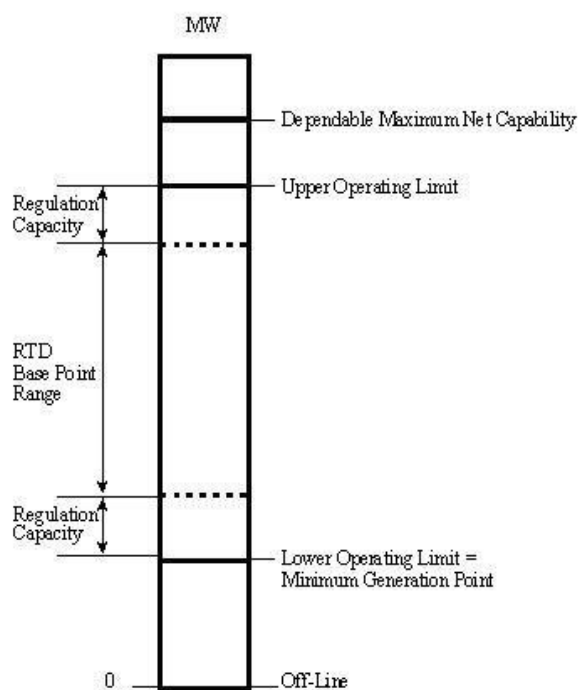 MW
Dependable Maximum Net Capability
Upper Operating Limit
Regulation
Capacity
RTD
Base Point
Range
Regulation
Capacity
Lower Operating Limit =
Minimum Generation Point
0
Off-Line